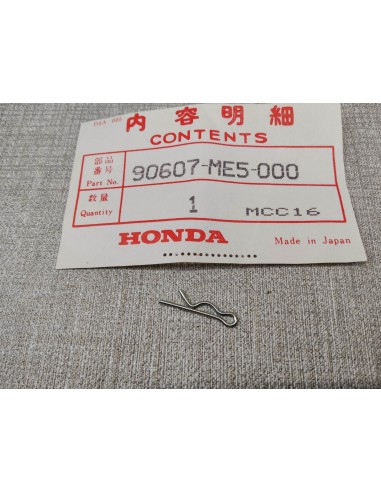 内容明細
CONTENTS
部品番号
Part No.
90607-ME5-000
数量
Quantity
1
MCC16
HONDA
Made in Japan